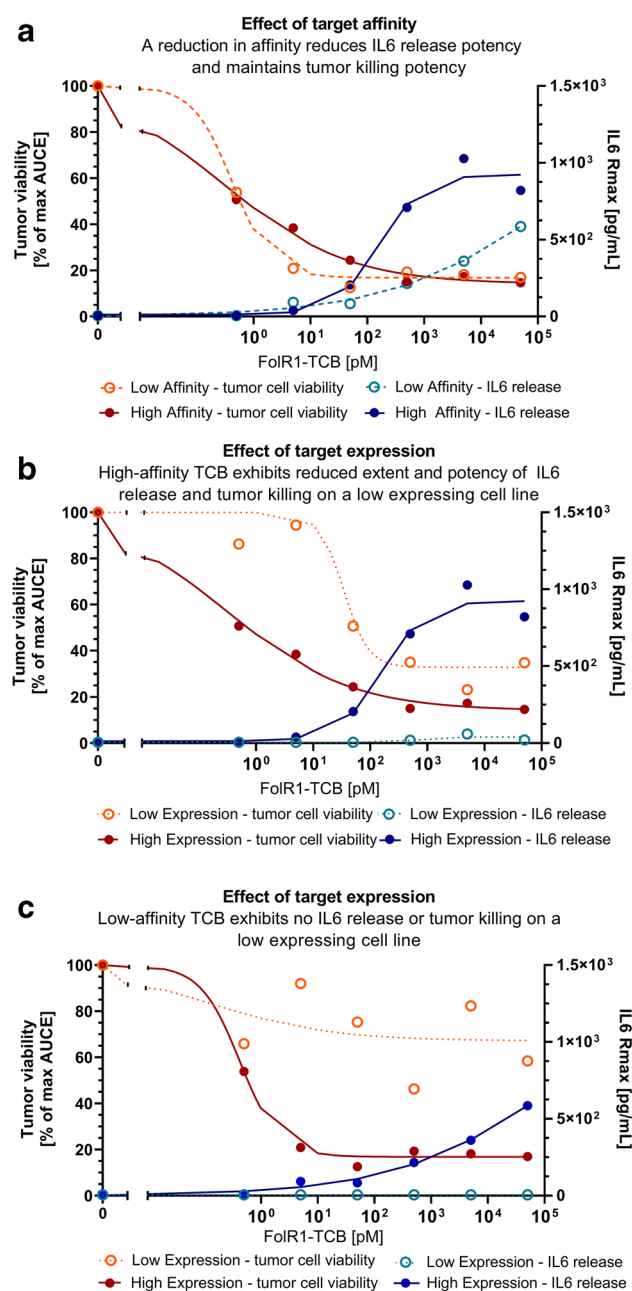 a
Effect of target affinity
A reduction in affinity reduces IL6 release potency
and maintains tumor killing potency
Tumor viability
[% of max AUCE]
100
80
60
40
20
0
1.5×10³
1×10³
5×10²
0
IL6 Rmax [pg/mL]
0 10⁰ 10¹ 10² 10³ 10⁴ 10⁵
FolR1-TCB [pM]
Low Affinity - tumor cell viability Low Affinity - IL6 release
High Affinity - tumor cell viability High Affinity - IL6 release
b
Effect of target expression
High-affinity TCB exhibits reduced extent and potency of IL6
release and tumor killing on a low expressing cell line
Tumor viability
[% of max AUCE]
100
80
60
40
20
0
1.5×10³
1×10³
5×10²
0
IL6 Rmax [pg/mL]
0 10⁰ 10¹ 10² 10³ 10⁴ 10⁵
FolR1-TCB [pM]
Low Expression - tumor cell viability Low Expression - IL6 release
High Expression - tumor cell viability High Expression - IL6 release
c
Effect of target expression
Low-affinity TCB exhibits no IL6 release or tumor killing on a
low expressing cell line
Tumor viability
[% of max AUCE]
100
80
60
40
20
0
1.5×10³
1×10³
5×10²
0
IL6 Rmax [pg/mL]
0 10⁰ 10¹ 10² 10³ 10⁴ 10⁵
FolR1-TCB [pM]
Low Expression - tumor cell viability Low Expression - IL6 release
High Expression - tumor cell viability High Expression - IL6 release